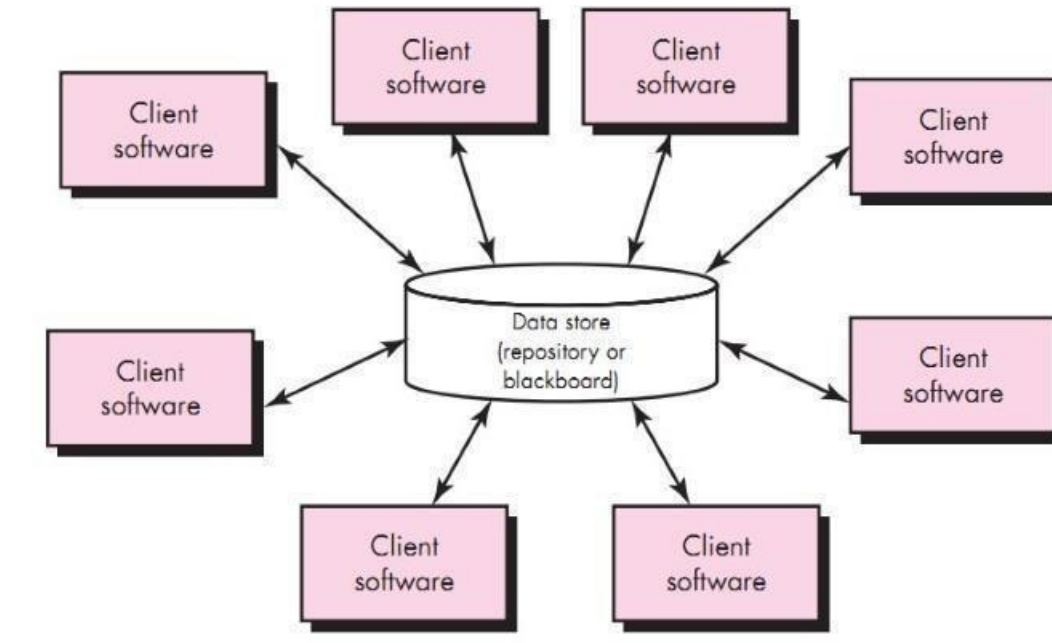 Client
software
Client
software
Client
software
Client
software
Data store
(repository or
blackboard)
Client
software
Client
software
Client
software
Client
software